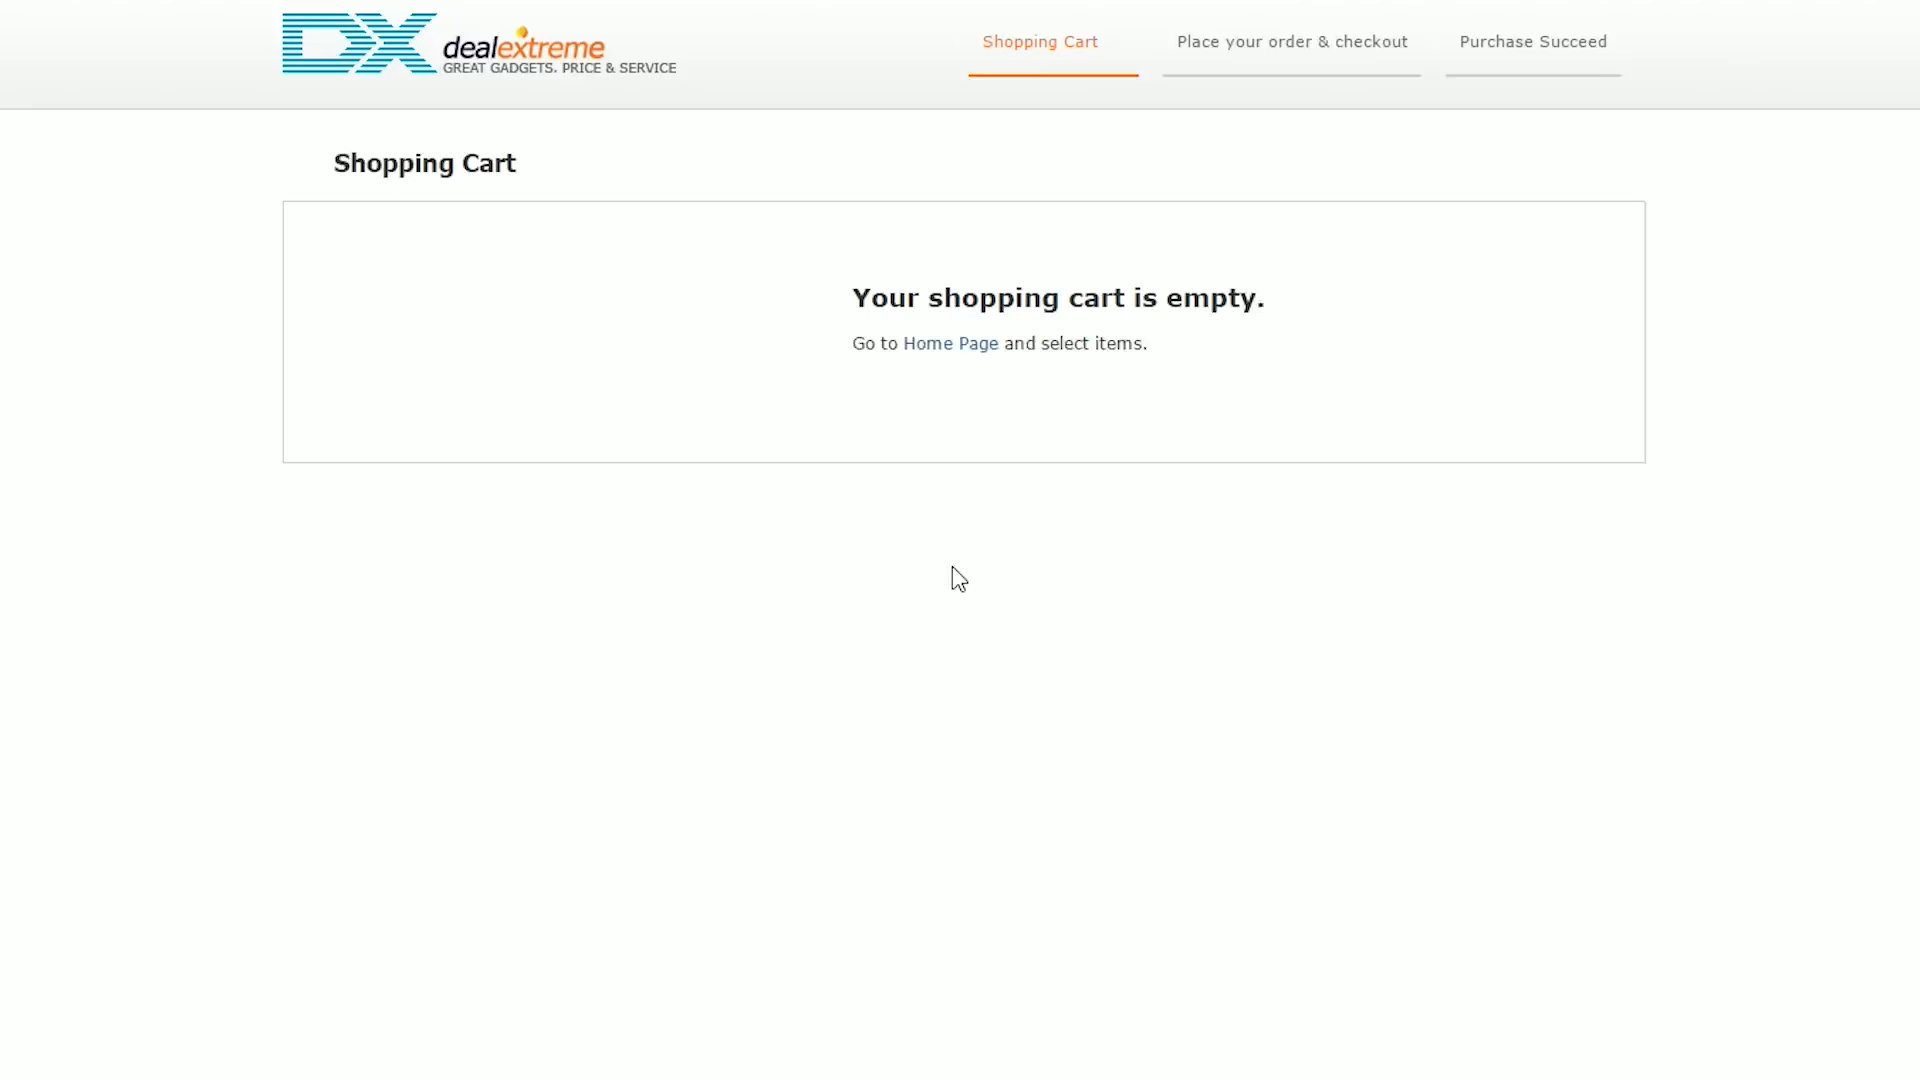 DX dealextreme
GREAT GADGETS. PRICE & SERVICE
Shopping Cart
Place your order & checkout
Purchase Succeed
Shopping Cart
Your shopping cart is empty.
Go to Home Page and select items.